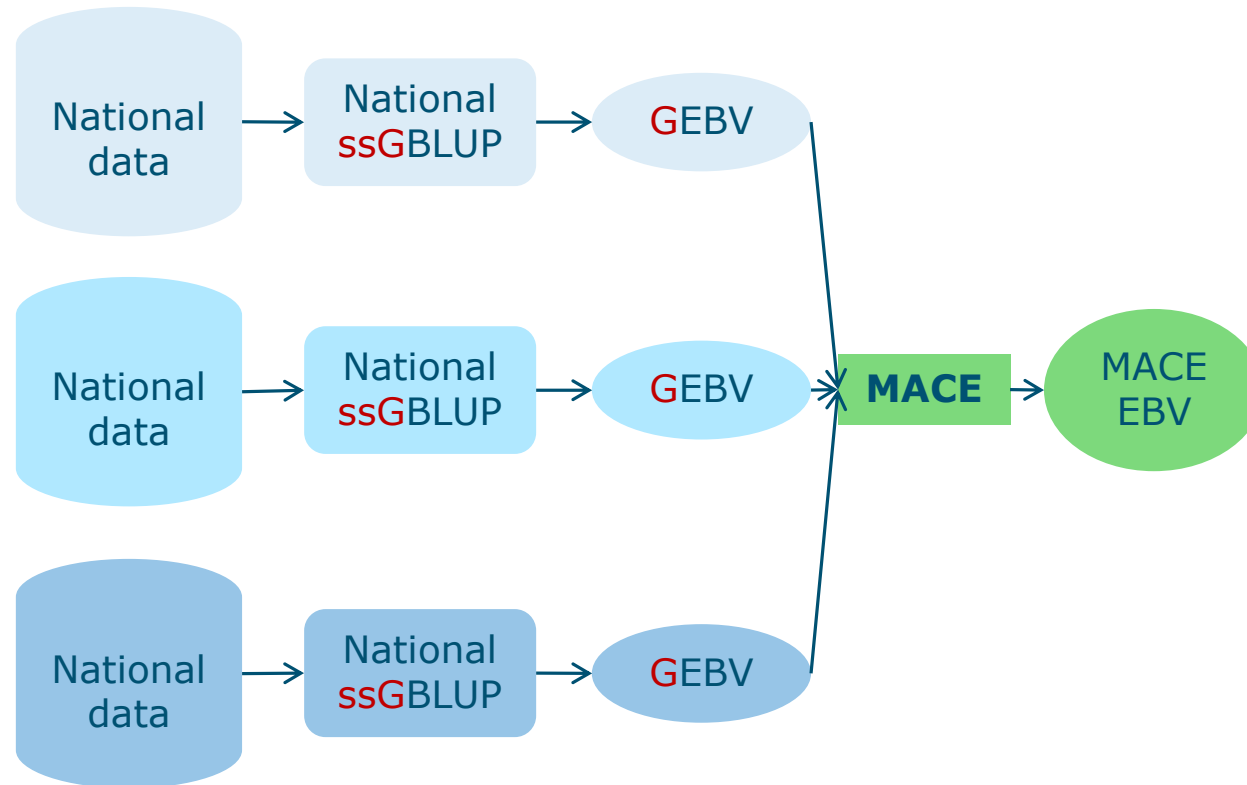 National
data
National
ssGBLUP
GEBV
National
data
National
ssGBLUP
GEBV
MACE
MACE
EBV
National
data
National
ssGBLUP
GEBV